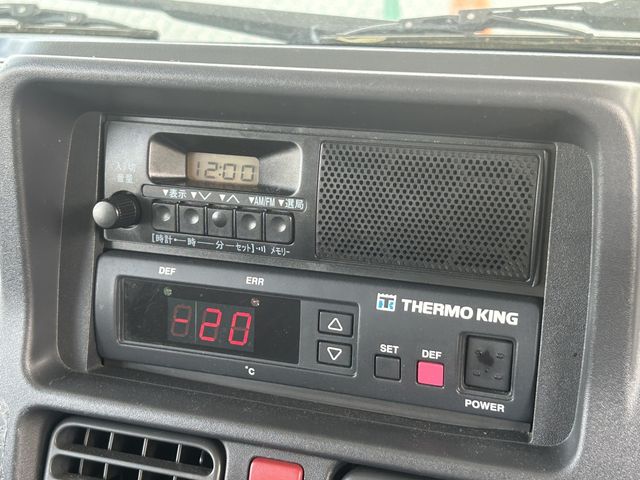 12:00
入/切
音量
▼表示 ▼╲╱ ▼╱╲ ▼AM/FM ▼選局
[時計 • 時 分 セット] メモリー
DEF ERR
THERMO KING
-20
SET DEF
°C
POWER